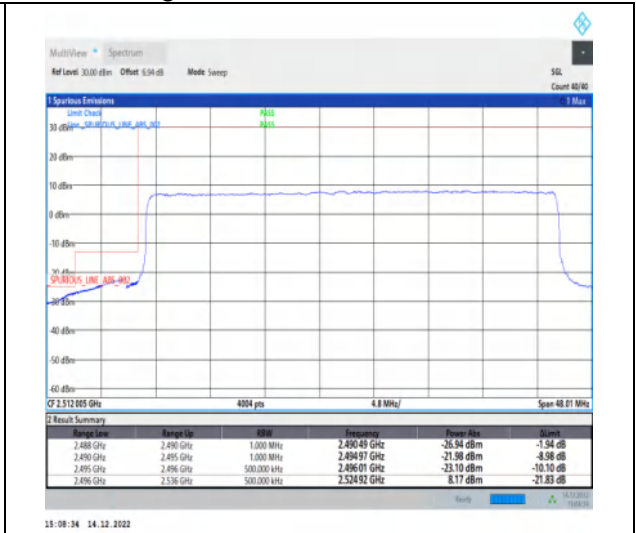 MultiView Spectrum
Ref Level 30.00 dBm Offset 6.94 dB Mode Sweep SGL
Count 40/40
1 Spurious Emissions 1 Max
Limit Check PASS
30 dBm Line _SPURIOUS_LINE_ABS_002 PASS
20 dBm
10 dBm
0 dBm
-10 dBm
-20 dBm
SPURIOUS_LINE_ABS_002
-30 dBm
-40 dBm
-50 dBm
-60 dBm
CF 2.512 005 GHz 4004 pts 4.8 MHz/ Span 48.01 MHz
2 Result Summary
Range Low Range Up RBW Frequency Power Abs ΔLimit
2.488 GHz 2.490 GHz 1.000 MHz 2.490 49 GHz -26.94 dBm -1.94 dB
2.490 GHz 2.495 GHz 1.000 MHz 2.494 97 GHz -21.98 dBm -8.98 dB
2.495 GHz 2.496 GHz 500.000 kHz 2.496 01 GHz -23.10 dBm -10.10 dB
2.496 GHz 2.536 GHz 500.000 kHz 2.524 92 GHz 8.17 dBm -21.83 dB
Ready 14.12.2022
15:08:34 14.12.2022